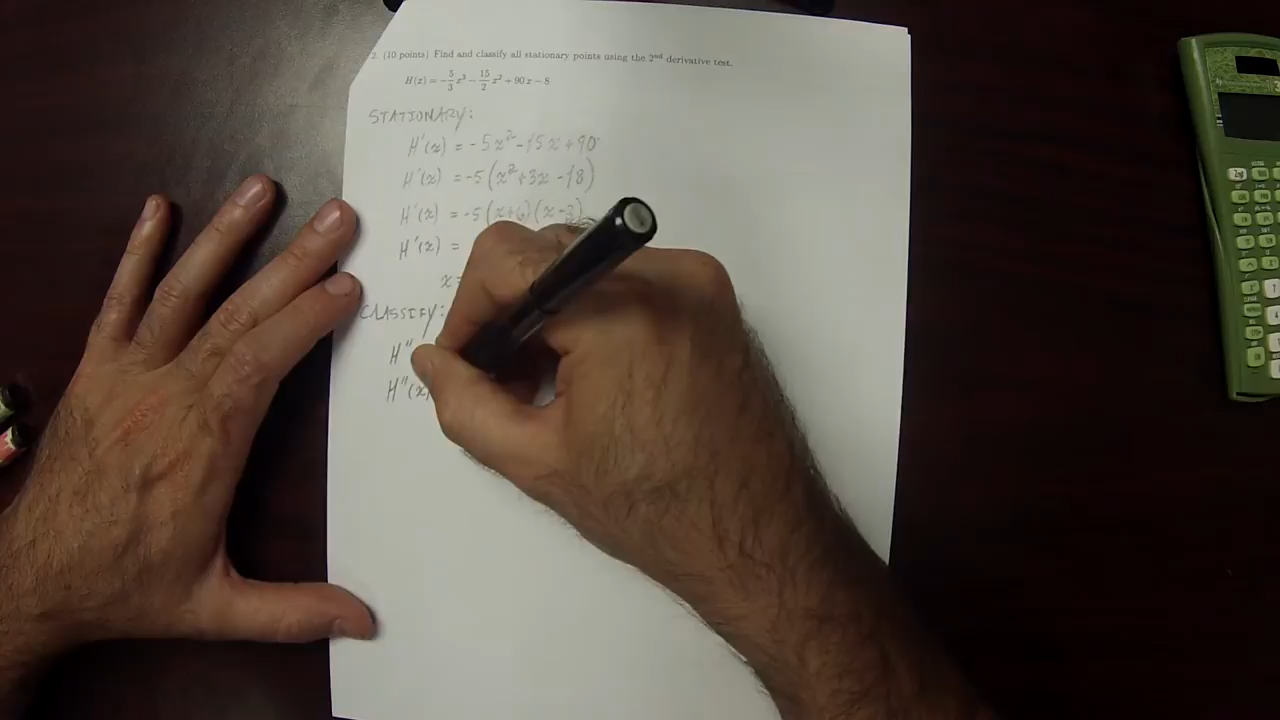 2. (10 points) Find and classify all stationary points using the 2nd derivative test.
H(x) = -5/3 x³ - 15/2 x² + 90x - 8
STATIONARY:
H'(x) = -5x² - 15x + 90
H'(x) = -5(x² + 3x - 18)
H'(x) = -5(x+6)(x-3)
H'(x) =
x =
CLASSIFY:
H"
H"(x)